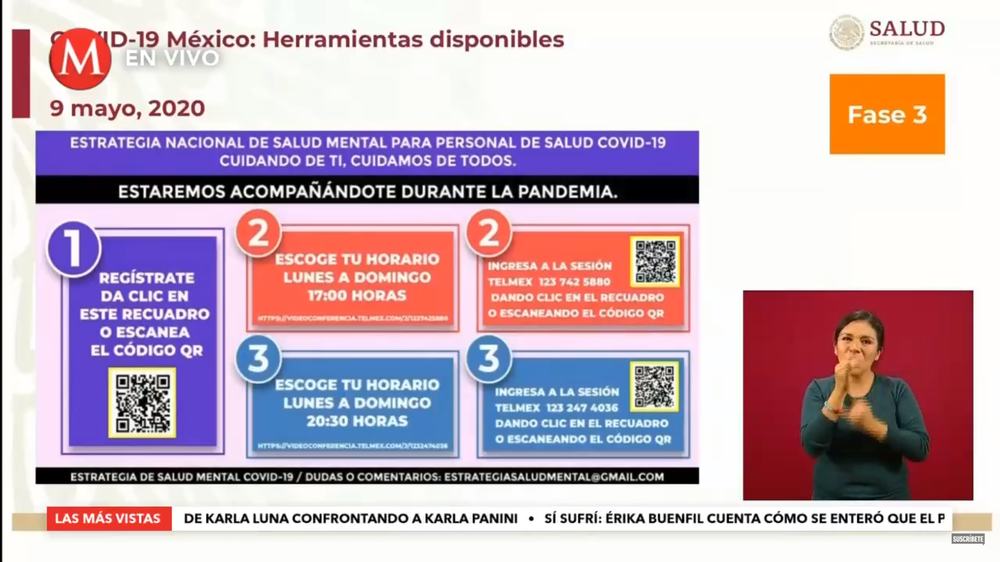 COVID-19 México: Herramientas disponibles
M
EN VIVO
9 mayo, 2020
SALUD
SECRETARÍA DE SALUD
Fase 3
ESTRATEGIA NACIONAL DE SALUD MENTAL PARA PERSONAL DE SALUD COVID-19
CUIDANDO DE TI, CUIDAMOS DE TODOS.
ESTAREMOS ACOMPAÑÁNDOTE DURANTE LA PANDEMIA.
1
REGÍSTRATE
DA CLIC EN
ESTE RECUADRO
O ESCANEA
EL CÓDIGO QR
2
ESCOGE TU HORARIO
LUNES A DOMINGO
17:00 HORAS
HTTPS://VIDEOCONFERENCIA.TELMEX.COM/J/1237425880
2
INGRESA A LA SESIÓN
TELMEX 123 742 5880
DANDO CLIC EN EL RECUADRO
O ESCANEANDO EL CÓDIGO QR
3
ESCOGE TU HORARIO
LUNES A DOMINGO
20:30 HORAS
HTTPS://VIDEOCONFERENCIA.TELMEX.COM/J/1232474036
3
INGRESA A LA SESIÓN
TELMEX 123 247 4036
DANDO CLIC EN EL RECUADRO
O ESCANEANDO EL CÓDIGO QR
ESTRATEGIA DE SALUD MENTAL COVID-19 / DUDAS O COMENTARIOS: ESTRATEGIASALUDMENTAL@GMAIL.COM
LAS MÁS VISTAS
DE KARLA LUNA CONFRONTANDO A KARLA PANINI • SÍ SUFRÍ: ÉRIKA BUENFIL CUENTA CÓMO SE ENTERÓ QUE EL P
SUSCRÍBETE